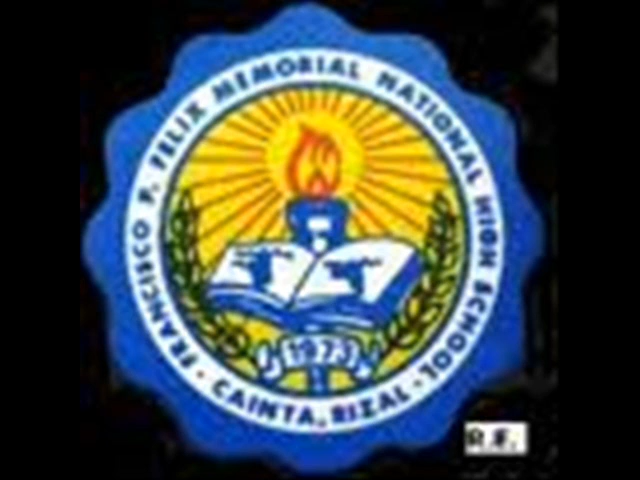 FRANCISCO P. FELIX MEMORIAL NATIONAL HIGH SCHOOL
1973
· CAINTA, RIZAL ·
R.E.